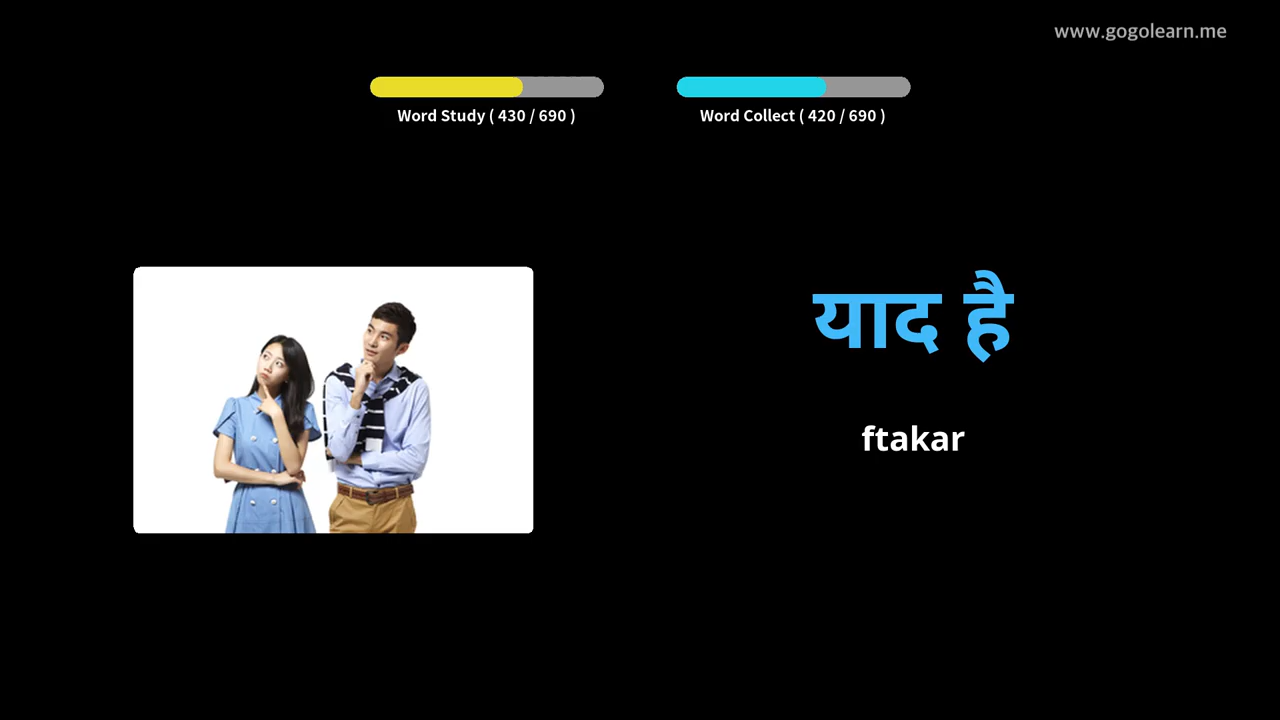 www.gogolearn.me
Word Study ( 430 / 690 )
Word Collect ( 420 / 690 )
याद है
ftakar